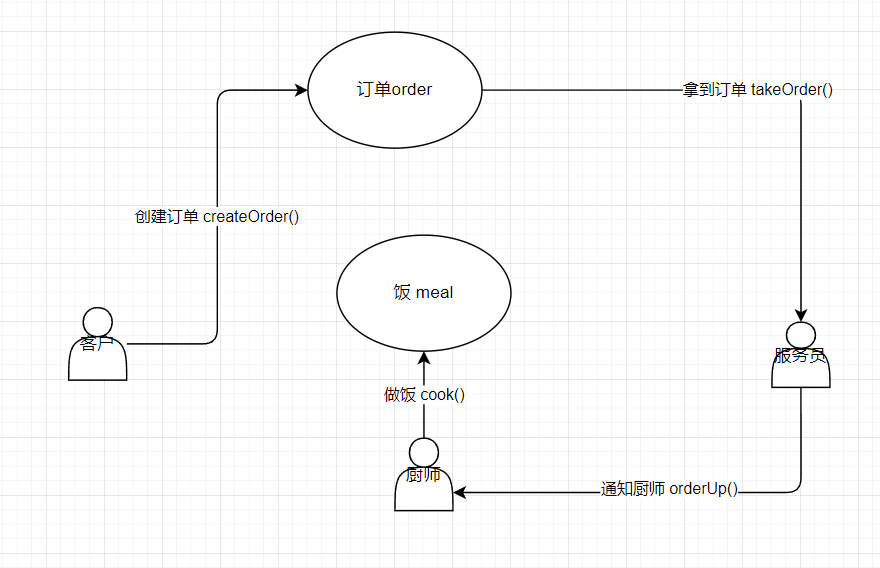 订单order
拿到订单 takeOrder()
创建订单 createOrder()
饭 meal
客户
服务员
做饭 cook()
厨师
通知厨师 orderUp()